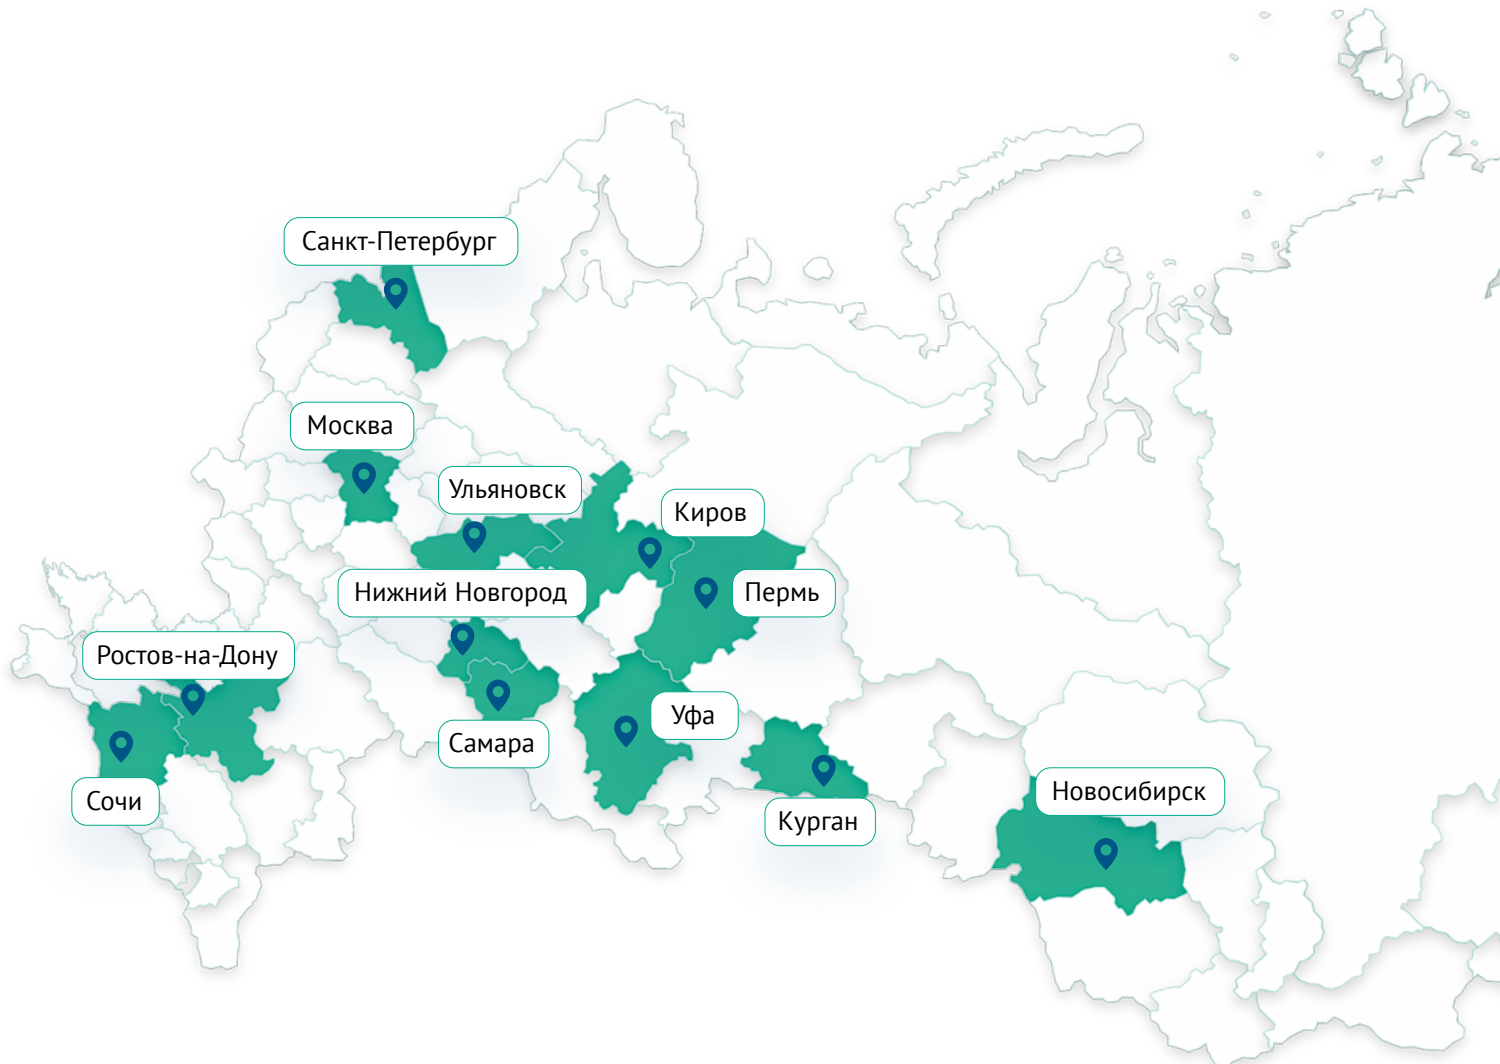 Санкт-Петербург
Москва
Ульяновск
Киров
Нижний Новгород
Пермь
Ростов-на-Дону
Уфа
Самара
Сочи
Курган
Новосибирск